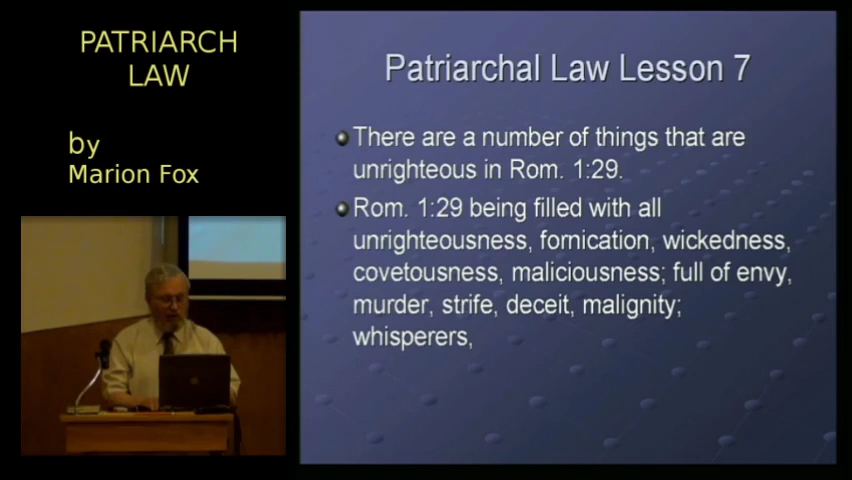 PATRIARCH
LAW
by
Marion Fox
Patriarchal Law Lesson 7
There are a number of things that are
unrighteous in Rom. 1:29.
Rom. 1:29 being filled with all
unrighteousness, fornication, wickedness,
covetousness, maliciousness; full of envy,
murder, strife, deceit, malignity;
whisperers,